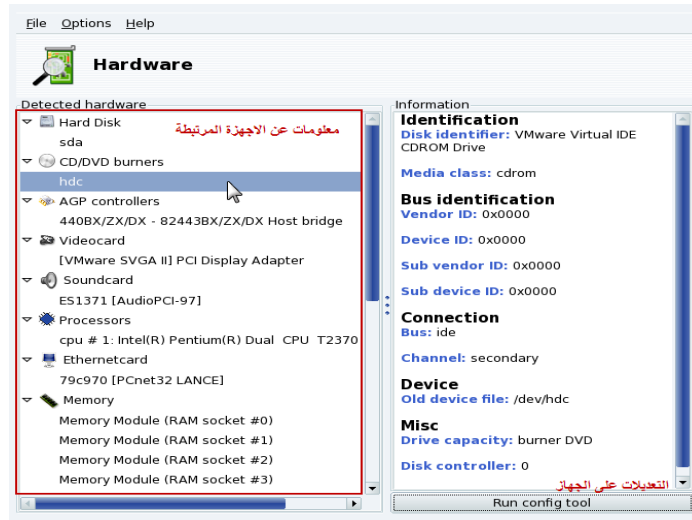 File Options Help
Hardware
Detected hardware
معلومات عن الاجهزة المرتبطة
Hard Disk
sda
CD/DVD burners
hdc
AGP controllers
440BX/ZX/DX - 82443BX/ZX/DX Host bridge
Videocard
[VMware SVGA II] PCI Display Adapter
Soundcard
ES1371 [AudioPCI-97]
Processors
cpu # 1: Intel(R) Pentium(R) Dual CPU T2370
Ethernetcard
79c970 [PCnet32 LANCE]
Memory
Memory Module (RAM socket #0)
Memory Module (RAM socket #1)
Memory Module (RAM socket #2)
Memory Module (RAM socket #3)
Information
Identification
Disk identifier: VMware Virtual IDE
CDROM Drive
Media class: cdrom
Bus identification
Vendor ID: 0x0000
Device ID: 0x0000
Sub vendor ID: 0x0000
Sub device ID: 0x0000
Connection
Bus: ide
Channel: secondary
Device
Old device file: /dev/hdc
Misc
Drive capacity: burner DVD
Disk controller: 0
التعديلات على الجهاز
Run config tool